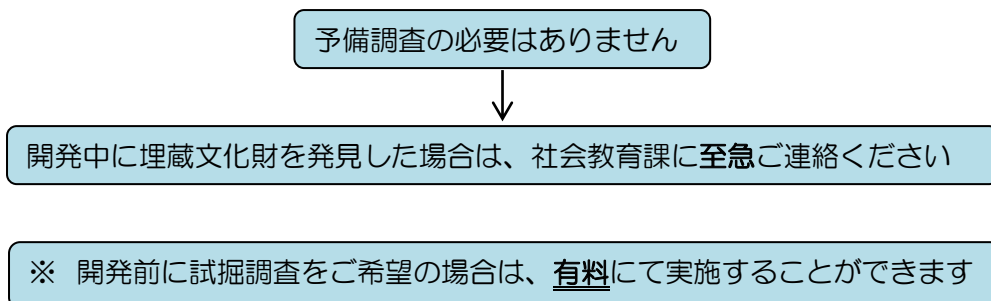 予備調査の必要はありません
開発中に埋蔵文化財を発見した場合は、社会教育課に至急ご連絡ください
※ 開発前に試掘調査をご希望の場合は、有料にて実施することができます